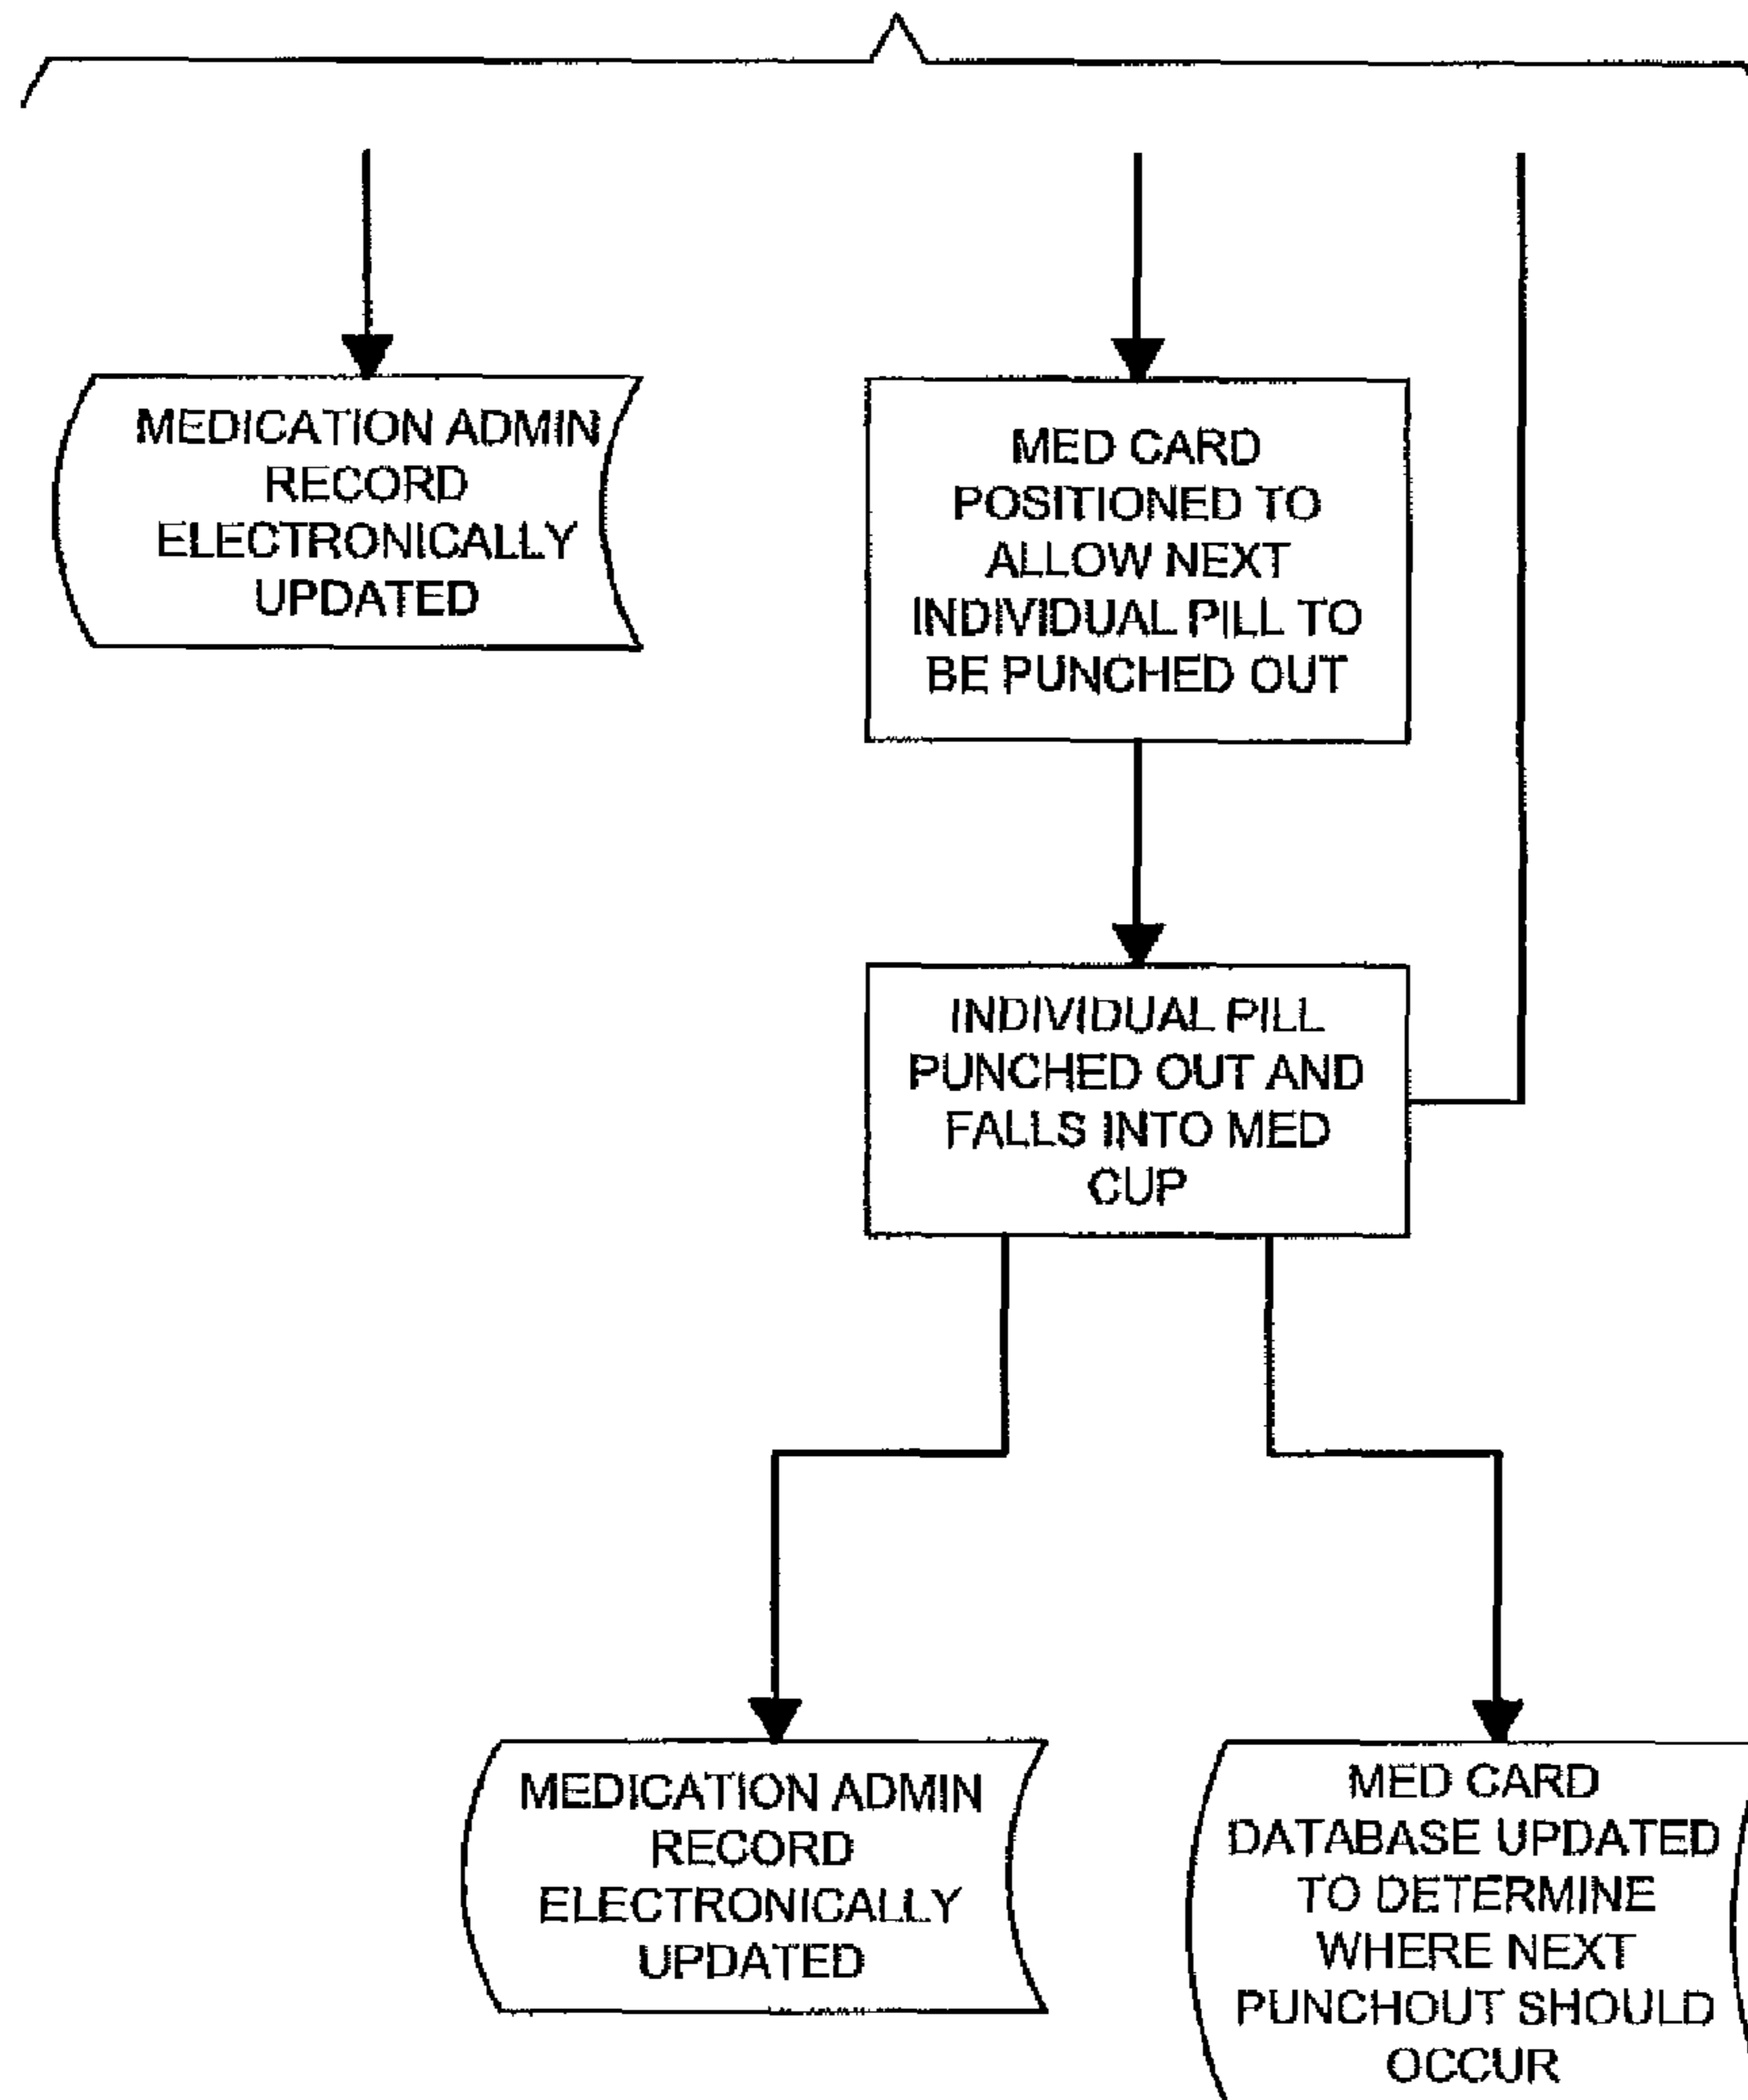 MEDICATION ADMIN
RECORD
ELECTRONICALLY
UPDATED
MED CARD
POSITIONED TO
ALLOW NEXT
INDIVIDUAL PILL TO
BE PUNCHED OUT
INDIVIDUAL PILL
PUNCHED OUT AND
FALLS INTO MED
CUP
MEDICATION ADMIN
RECORD
ELECTRONICALLY
UPDATED
MED CARD
DATABASE UPDATED
TO DETERMINE
WHERE NEXT
PUNCHOUT SHOULD
OCCUR